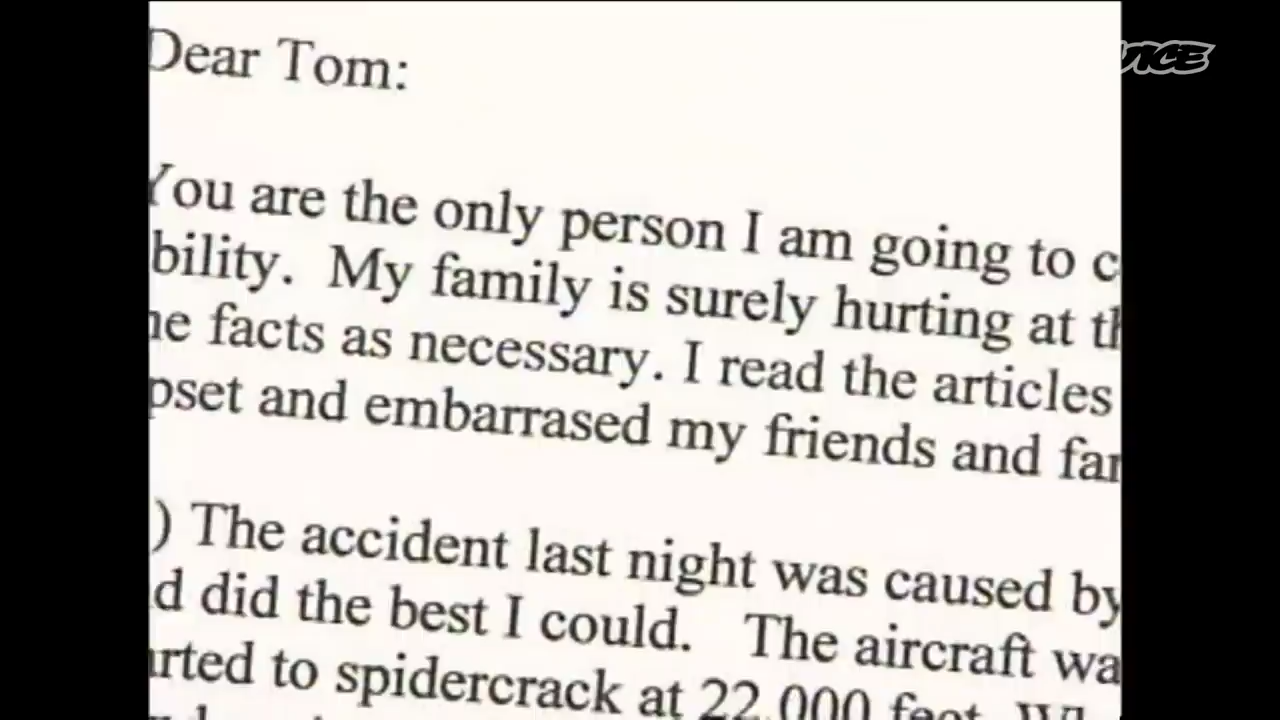 VICE
Dear Tom:
You are the only person I am going to
bility. My family is surely hurting at
facts as necessary. I read the articles
pset and embarrased my friends and
) The accident last night was caused by
d did the best I could. The aircraft wa
rted to spidercrack at 22,000 feet.